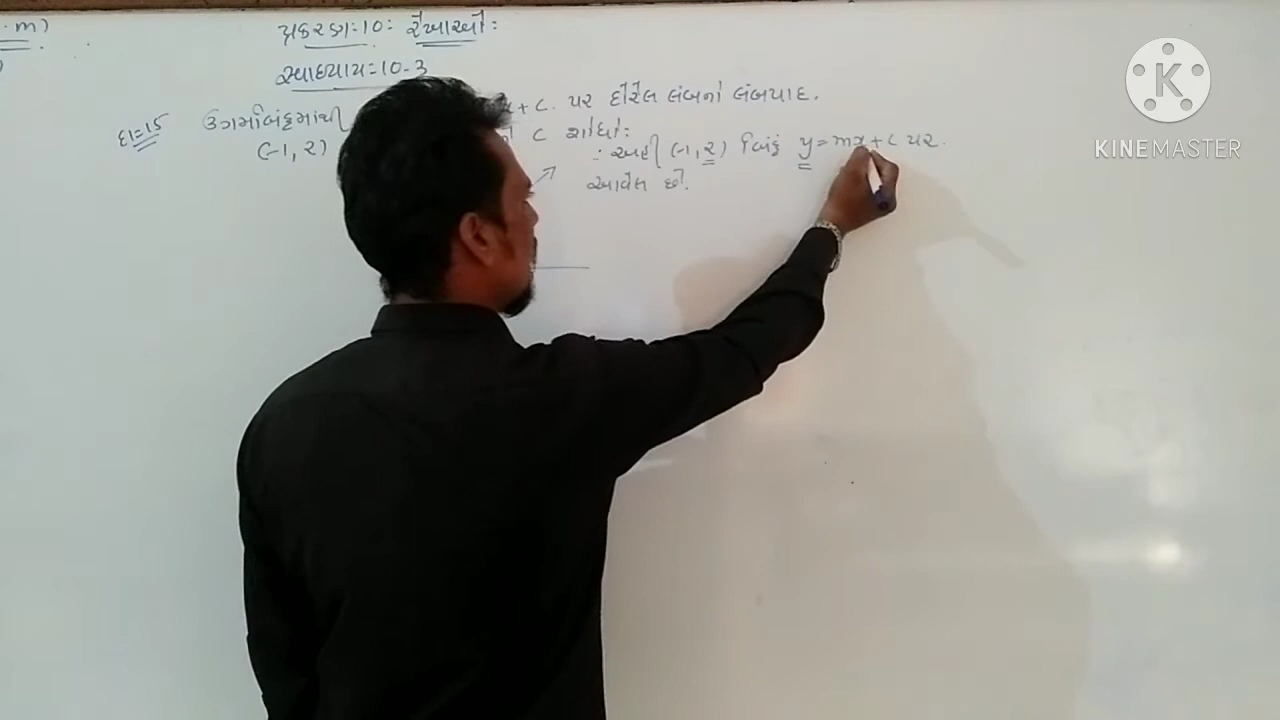 . m)
પ્રકરણ:10: રેખાઓ:
સ્વાધ્યાય:10-3
દા=15 ઉગમબિંદુમાંથી x + c. પર દોરેલ લંબનો લંબપાદ.
(-1, 2) c શોધો:
∴ અહી (-1, 2) બિંદુ y = mx + c પર.
આવેલ છે.
K
KINEMASTER